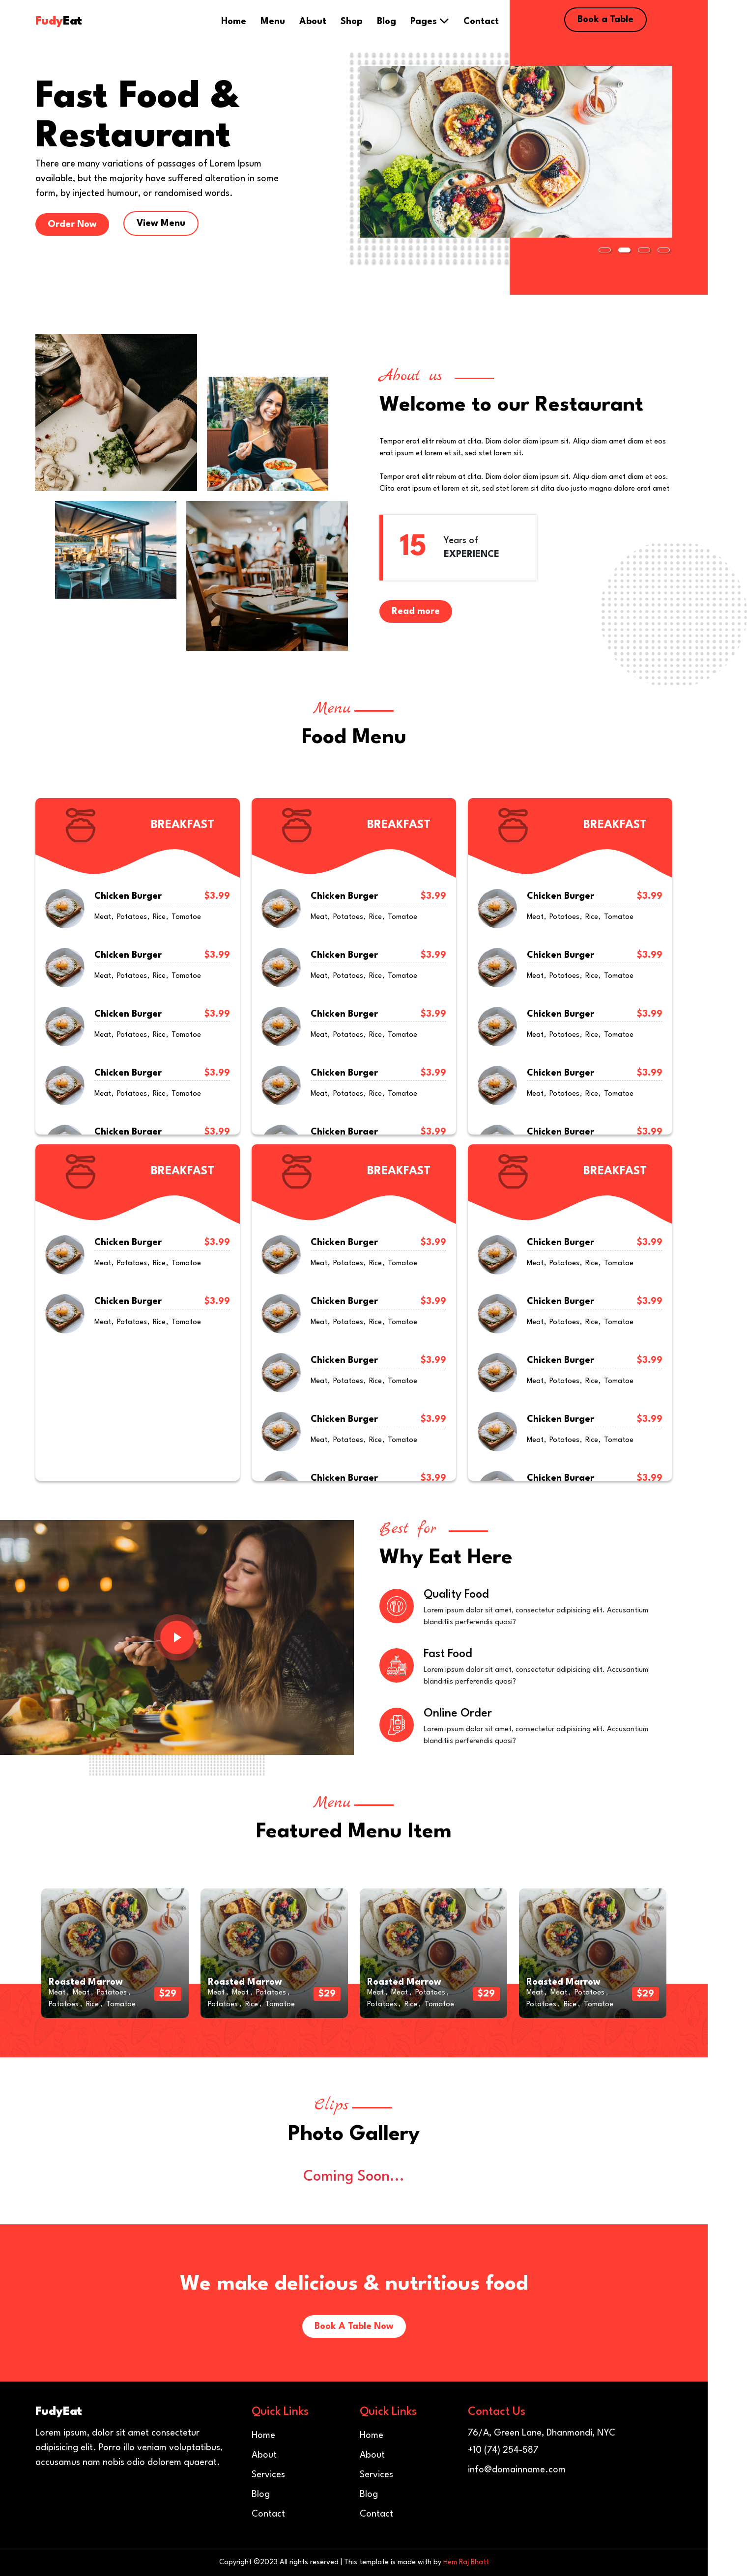 FudyEat
Home Menu About Shop Blog Pages Contact
Book a Table
Fast Food &
Restaurant
There are many variations of passages of Lorem Ipsum
available, but the majority have suffered alteration in some
form, by injected humour, or randomised words.
Order Now
View Menu
About us
Welcome to our Restaurant
Tempor erat elitr rebum at clita. Diam dolor diam ipsum sit. Aliqu diam amet diam et eos
erat ipsum et lorem et sit, sed stet lorem sit.
Tempor erat elitr rebum at clita. Diam dolor diam ipsum sit. Aliqu diam amet diam et eos.
Clita erat ipsum et lorem et sit, sed stet lorem sit clita duo justo magna dolore erat amet
15
Years of
EXPERIENCE
Read more
Menu
Food Menu
BREAKFAST
Chicken Burger $3.99
Meat, Potatoes, Rice, Tomatoe
Chicken Burger $3.99
Meat, Potatoes, Rice, Tomatoe
Chicken Burger $3.99
Meat, Potatoes, Rice, Tomatoe
Chicken Burger $3.99
Meat, Potatoes, Rice, Tomatoe
Chicken Burger $3.99
BREAKFAST
Chicken Burger $3.99
Meat, Potatoes, Rice, Tomatoe
Chicken Burger $3.99
Meat, Potatoes, Rice, Tomatoe
Chicken Burger $3.99
Meat, Potatoes, Rice, Tomatoe
Chicken Burger $3.99
Meat, Potatoes, Rice, Tomatoe
Chicken Burger $3.99
BREAKFAST
Chicken Burger $3.99
Meat, Potatoes, Rice, Tomatoe
Chicken Burger $3.99
Meat, Potatoes, Rice, Tomatoe
Chicken Burger $3.99
Meat, Potatoes, Rice, Tomatoe
Chicken Burger $3.99
Meat, Potatoes, Rice, Tomatoe
Chicken Burger $3.99
BREAKFAST
Chicken Burger $3.99
Meat, Potatoes, Rice, Tomatoe
Chicken Burger $3.99
Meat, Potatoes, Rice, Tomatoe
BREAKFAST
Chicken Burger $3.99
Meat, Potatoes, Rice, Tomatoe
Chicken Burger $3.99
Meat, Potatoes, Rice, Tomatoe
Chicken Burger $3.99
Meat, Potatoes, Rice, Tomatoe
Chicken Burger $3.99
Meat, Potatoes, Rice, Tomatoe
Chicken Burger $3.99
BREAKFAST
Chicken Burger $3.99
Meat, Potatoes, Rice, Tomatoe
Chicken Burger $3.99
Meat, Potatoes, Rice, Tomatoe
Chicken Burger $3.99
Meat, Potatoes, Rice, Tomatoe
Chicken Burger $3.99
Meat, Potatoes, Rice, Tomatoe
Chicken Burger $3.99
Best for
Why Eat Here
Quality Food
Lorem ipsum dolor sit amet, consectetur adipisicing elit. Accusantium
blanditiis perferendis quasi?
Fast Food
Lorem ipsum dolor sit amet, consectetur adipisicing elit. Accusantium
blanditiis perferendis quasi?
Online Order
Lorem ipsum dolor sit amet, consectetur adipisicing elit. Accusantium
blanditiis perferendis quasi?
Menu
Featured Menu Item
Roasted Marrow
Meat, Meat, Potatoes,
Potatoes, Rice, Tomatoe
$29
Roasted Marrow
Meat, Meat, Potatoes,
Potatoes, Rice, Tomatoe
$29
Roasted Marrow
Meat, Meat, Potatoes,
Potatoes, Rice, Tomatoe
$29
Roasted Marrow
Meat, Meat, Potatoes,
Potatoes, Rice, Tomatoe
$29
Clips
Photo Gallery
Coming Soon...
We make delicious & nutritious food
Book A Table Now
FudyEat
Lorem ipsum, dolor sit amet consectetur
adipisicing elit. Porro illo veniam voluptatibus,
accusamus nam nobis odio dolorem quaerat.
Quick Links
Home
About
Services
Blog
Contact
Quick Links
Home
About
Services
Blog
Contact
Contact Us
76/A, Green Lane, Dhanmondi, NYC
+10 (74) 254-587
info@domainname.com
Copyright ©2023 All rights reserved | This template is made with by Hem Raj Bhatt